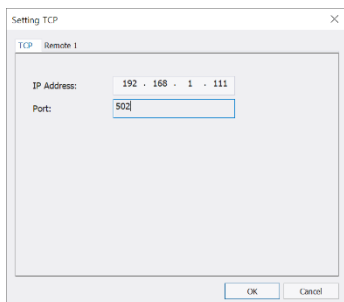 Setting TCP
TCP Remote 1
IP Address: 192 . 168 . 1 . 111
Port: 502
OK Cancel